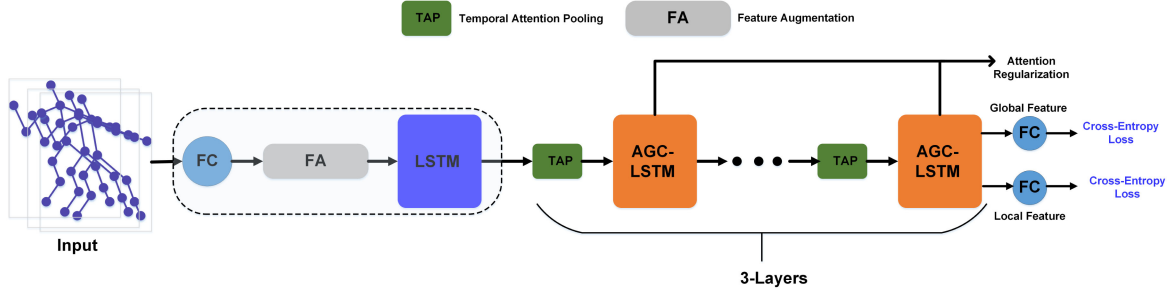 TAP
Temporal Attention Pooling
FA
Feature Augmentation
Attention
Regularization
Input
FC
FA
LSTM
TAP
AGC-
LSTM
TAP
AGC-
LSTM
Global Feature
FC
Cross-Entropy
Loss
FC
Local Feature
Cross-Entropy
Loss
3-Layers